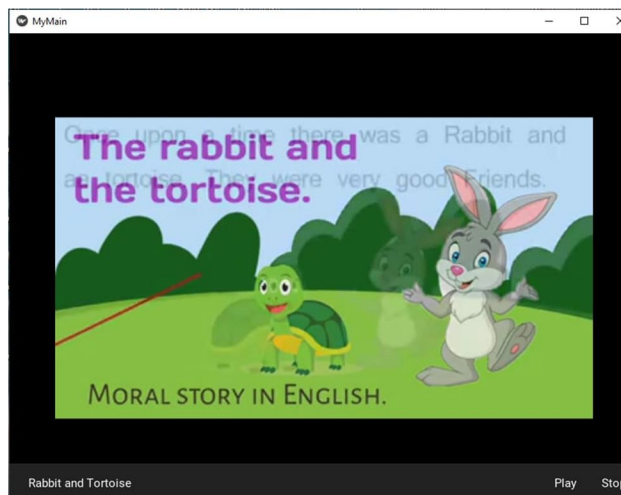 MyMain
Once upon a time there was a Rabbit and
The rabbit and
tortoise. They were very good Friends.
the tortoise.
MORAL STORY IN ENGLISH.
Rabbit and Tortoise
Play
Stop